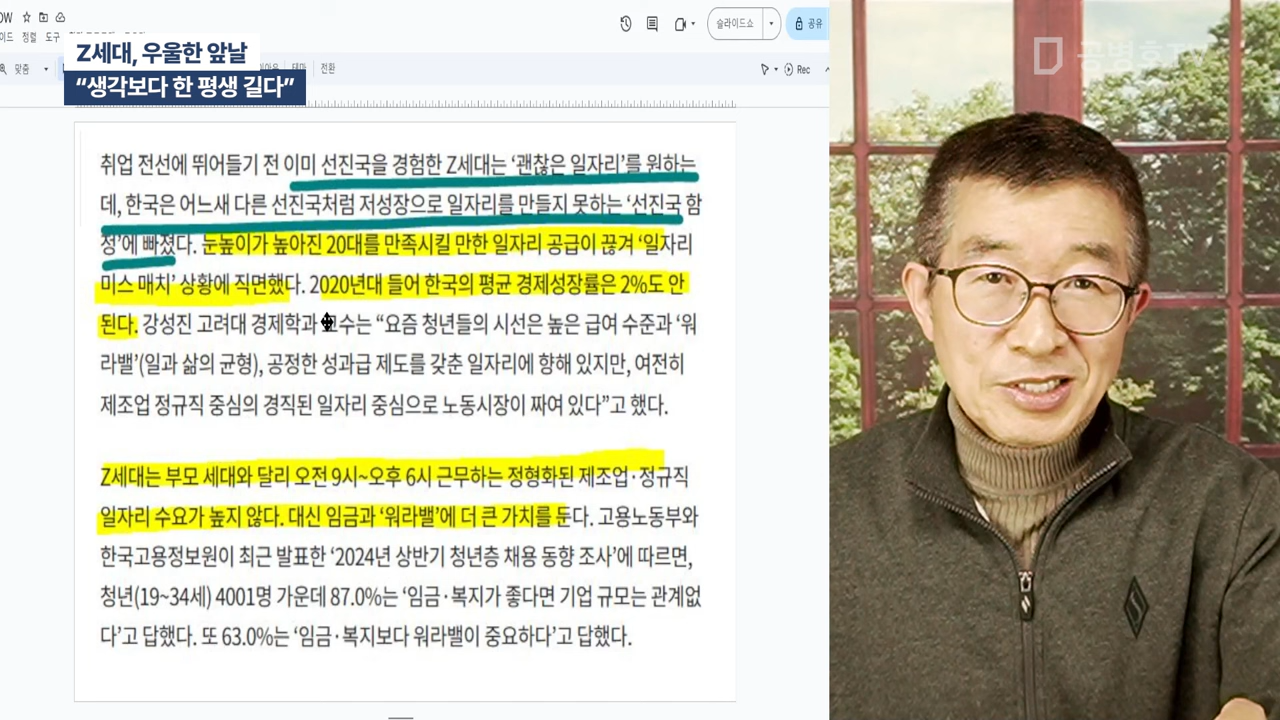 Z세대, 우울한 앞날
“생각보다 한 평생 길다”
정렬
도구
맞춤
테마
전환
슬라이드쇼
공유
Rec
공병호TV
취업 전선에 뛰어들기 전 이미 선진국을 경험한 Z세대는 ‘괜찮은 일자리’를 원하는
데, 한국은 어느새 다른 선진국처럼 저성장으로 일자리를 만들지 못하는 ‘선진국 함
정’에 빠졌다. 눈높이가 높아진 20대를 만족시킬 만한 일자리 공급이 끊겨 ‘일자리
미스 매치’ 상황에 직면했다. 2020년대 들어 한국의 평균 경제성장률은 2%도 안
된다. 강성진 고려대 경제학과 수는 “요즘 청년들의 시선은 높은 급여 수준과 ‘워
라밸’(일과 삶의 균형), 공정한 성과급 제도를 갖춘 일자리에 향해 있지만, 여전히
제조업 정규직 중심의 경직된 일자리 중심으로 노동시장이 짜여 있다”고 했다.
Z세대는 부모 세대와 달리 오전 9시~오후 6시 근무하는 정형화된 제조업·정규직
일자리 수요가 높지 않다. 대신 임금과 ‘워라밸’에 더 큰 가치를 둔다. 고용노동부와
한국고용정보원이 최근 발표한 ‘2024년 상반기 청년층 채용 동향 조사’에 따르면,
청년(19~34세) 4001명 가운데 87.0%는 ‘임금·복지가 좋다면 기업 규모는 관계없
다’고 답했다. 또 63.0%는 ‘임금·복지보다 워라밸이 중요하다’고 답했다.